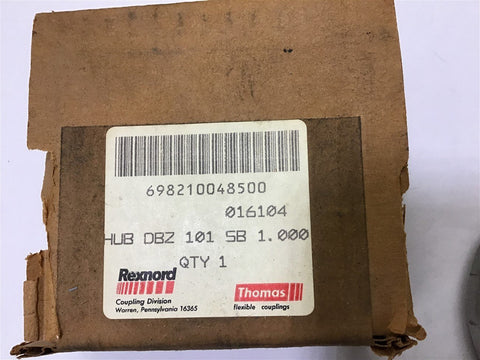 698210048500
016104
HUB DBZ 101 SB 1.000
QTY 1
Rexnord
Coupling Division
Warren, Pennsylvania 16365
Thomas
flexible couplings